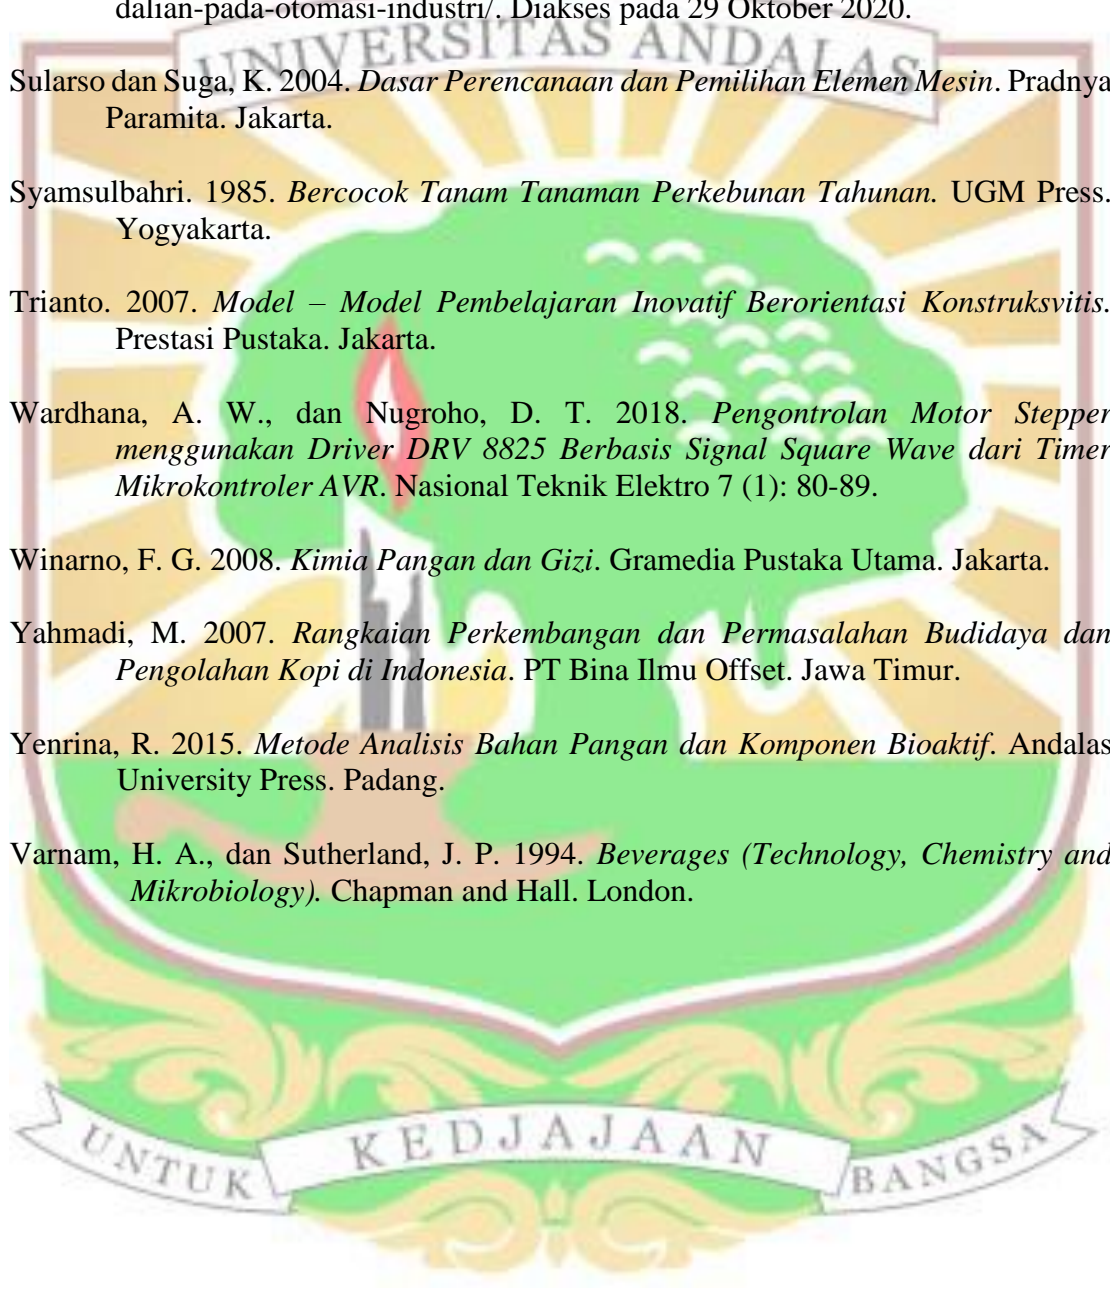 dalian-pada-otomasi-industri/. Diakses pada 29 Oktober 2020.
UNIVERSITAS ANDALAS
Sularso dan Suga, K. 2004. Dasar Perencanaan dan Pemilihan Elemen Mesin. Pradnya
Paramita. Jakarta.
Syamsulbahri. 1985. Bercocok Tanam Tanaman Perkebunan Tahunan. UGM Press.
Yogyakarta.
Trianto. 2007. Model – Model Pembelajaran Inovatif Berorientasi Konstruksvitis.
Prestasi Pustaka. Jakarta.
Wardhana, A. W., dan Nugroho, D. T. 2018. Pengontrolan Motor Stepper
menggunakan Driver DRV 8825 Berbasis Signal Square Wave dari Timer
Mikrokontroler AVR. Nasional Teknik Elektro 7 (1): 80-89.
Winarno, F. G. 2008. Kimia Pangan dan Gizi. Gramedia Pustaka Utama. Jakarta.
Yahmadi, M. 2007. Rangkaian Perkembangan dan Permasalahan Budidaya dan
Pengolahan Kopi di Indonesia. PT Bina Ilmu Offset. Jawa Timur.
Yenrina, R. 2015. Metode Analisis Bahan Pangan dan Komponen Bioaktif. Andalas
University Press. Padang.
Varnam, H. A., dan Sutherland, J. P. 1994. Beverages (Technology, Chemistry and
Mikrobiology). Chapman and Hall. London.
UNTUK KEDJAJAAN BANGSA